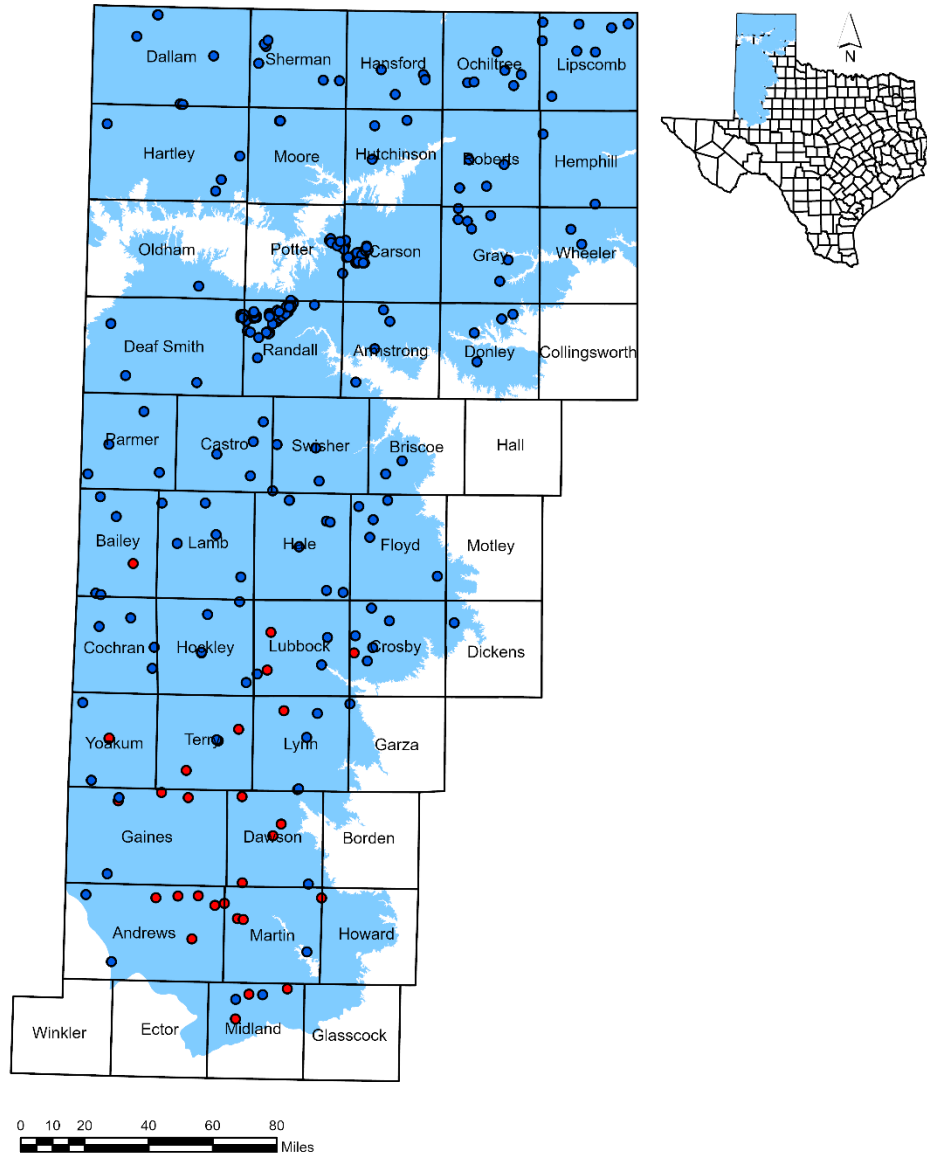 Dallam Sherman Hansford Ochiltree Lipscomb
N
Hartley Moore Hutchinson Roberts Hemphill
Oldham Potter Carson Gray Wheeler
Deaf Smith Randall Armstrong Donley Collingsworth
Parmer Castro Swisher Briscoe Hall
Bailey Lamb Hale Floyd Motley
Cochran Hockley Lubbock Crosby Dickens
Yoakum Terry Lynn Garza
Gaines Dawson Borden
Andrews Martin Howard
Winkler Ector Midland Glasscock
0 10 20 40 60 80
Miles